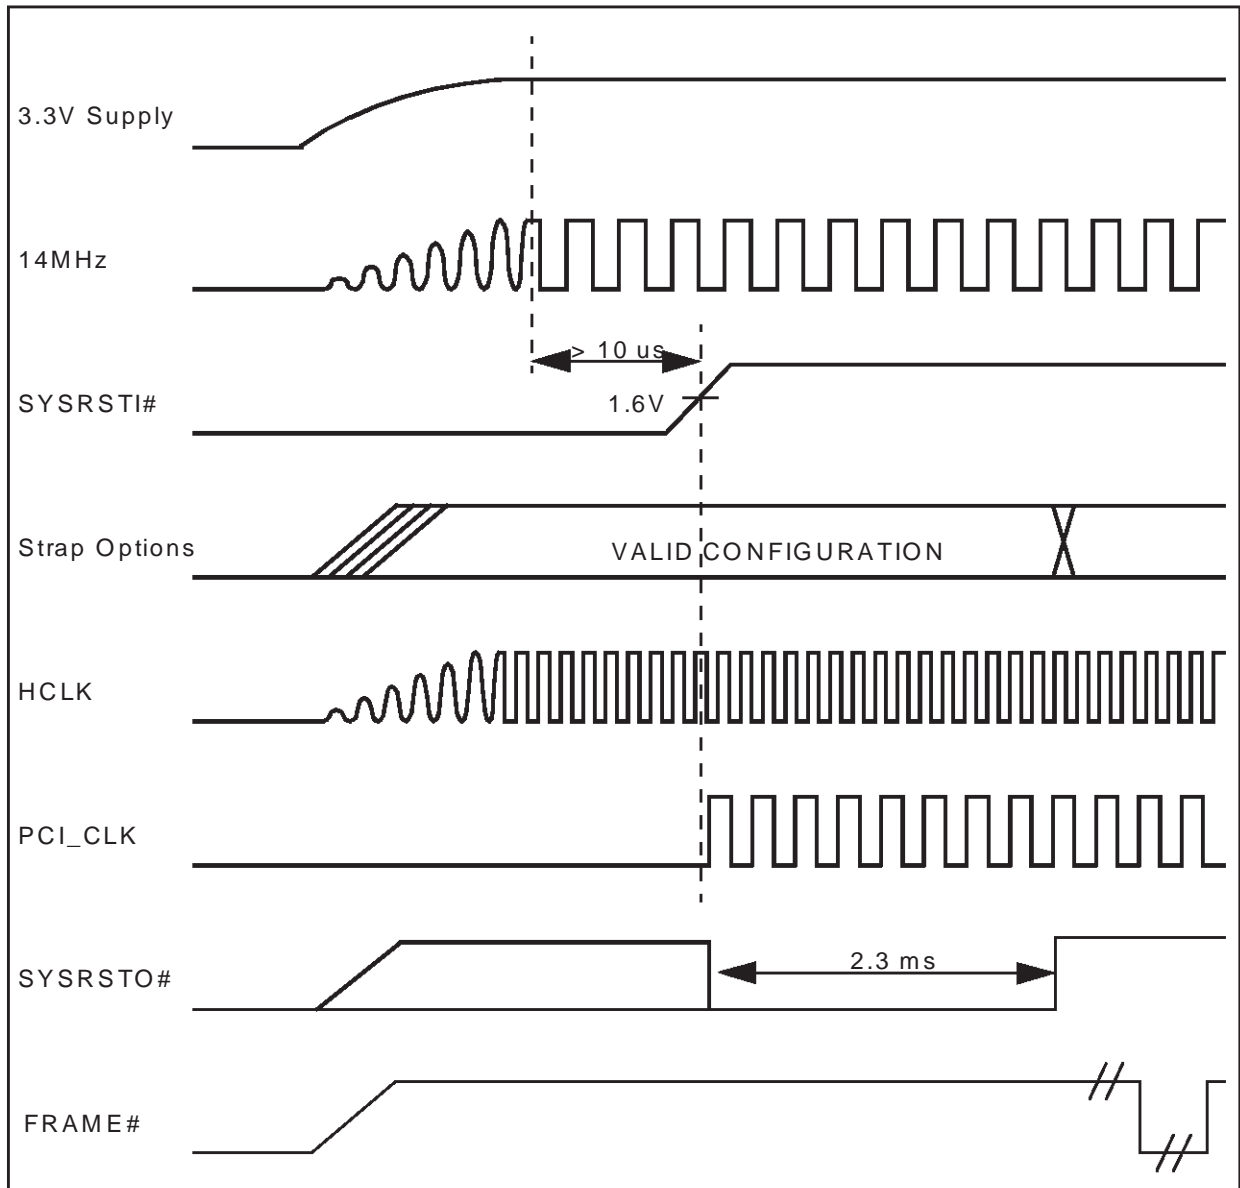 3.3V Supply
14MHz
> 10 us
SYSRSTI#
1.6V
Strap Options
VALID CONFIGURATION
HCLK
PCI_CLK
SYSRSTO#
2.3 ms
FRAME#